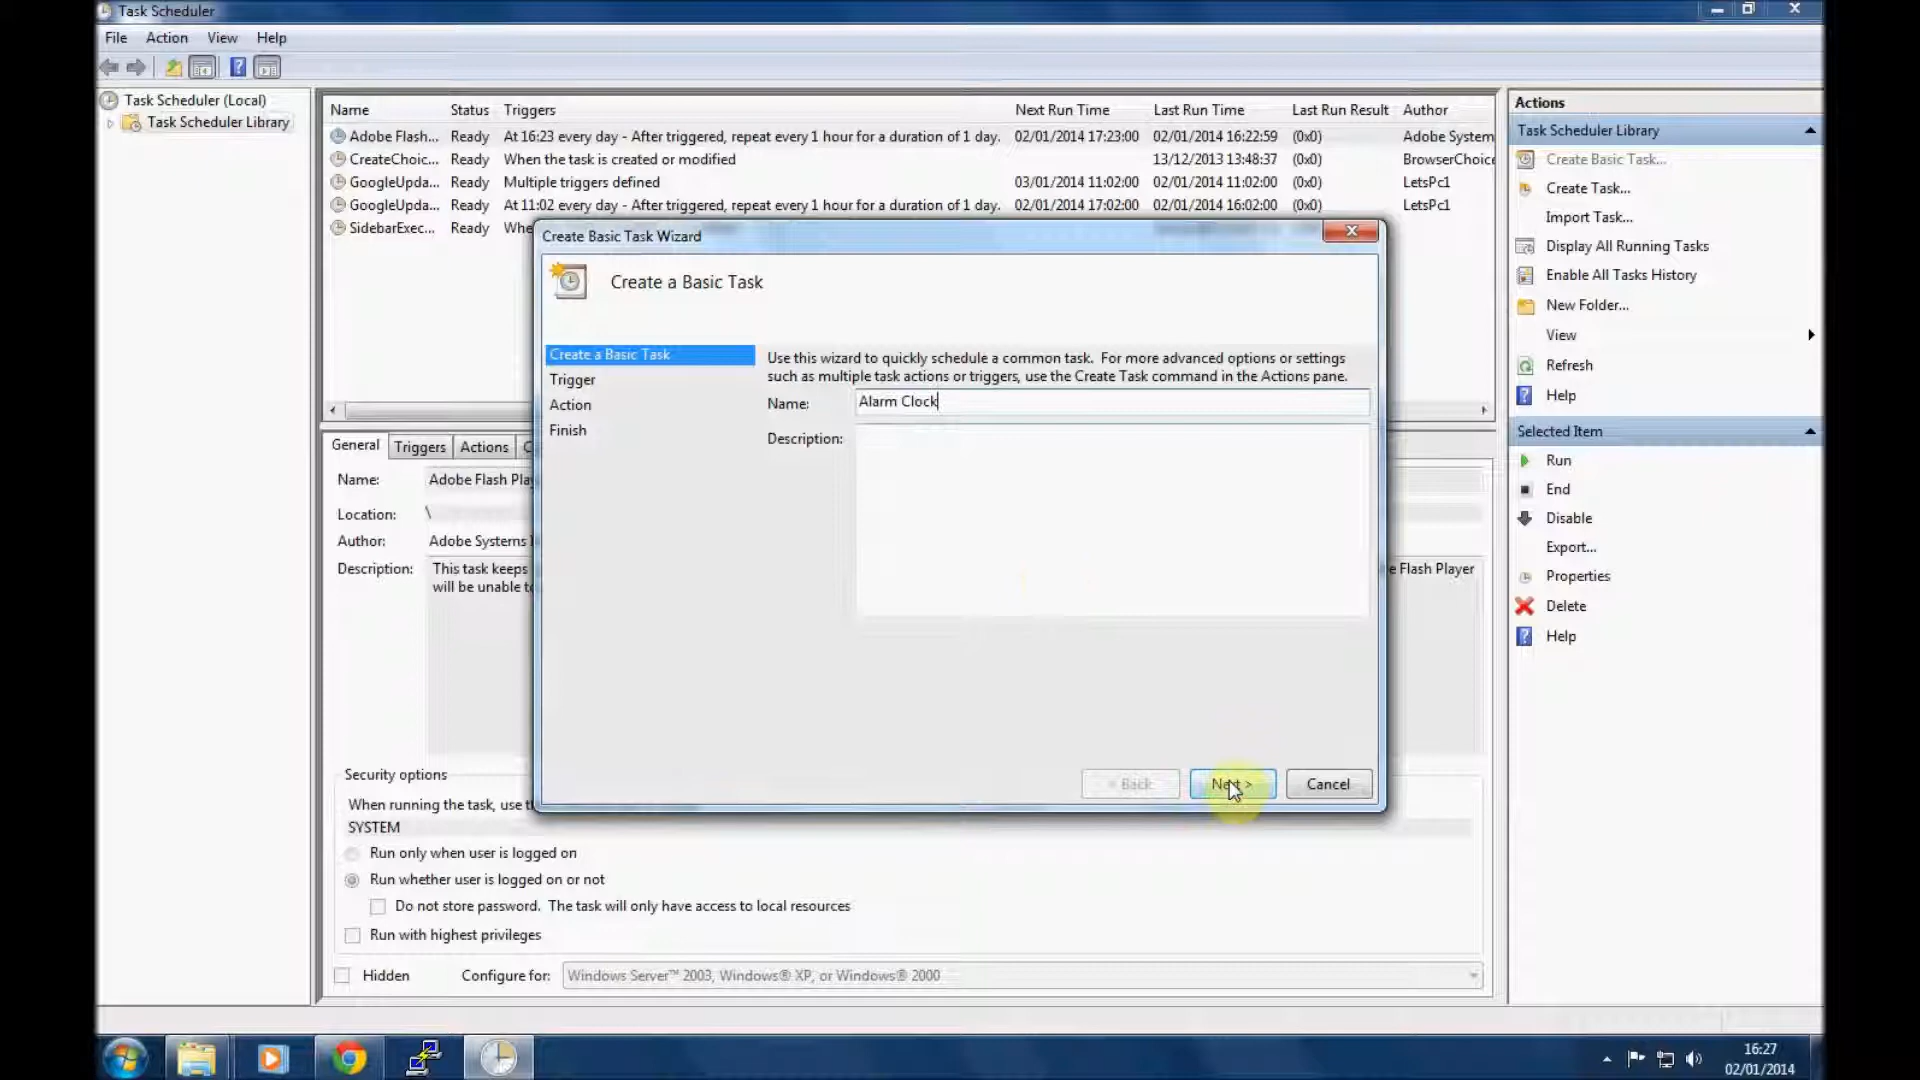 Task Scheduler
File Action View Help
Task Scheduler (Local)
Task Scheduler Library
Name Status Triggers Next Run Time Last Run Time Last Run Result Author
Adobe Flash... Ready At 16:23 every day - After triggered, repeat every 1 hour for a duration of 1 day. 02/01/2014 17:23:00 02/01/2014 16:22:59 (0x0) Adobe System
CreateChoic... Ready When the task is created or modified 13/12/2013 13:48:37 (0x0) BrowserChoice
GoogleUpda... Ready Multiple triggers defined 03/01/2014 11:02:00 02/01/2014 11:02:00 (0x0) LetsPc1
GoogleUpda... Ready At 11:02 every day - After triggered, repeat every 1 hour for a duration of 1 day. 02/01/2014 17:02:00 02/01/2014 16:02:00 (0x0) LetsPc1
SidebarExec... Ready Whe
Create Basic Task Wizard
Create a Basic Task
Create a Basic Task
Trigger
Action
Finish
Use this wizard to quickly schedule a common task. For more advanced options or settings
such as multiple task actions or triggers, use the Create Task command in the Actions pane.
Name: Alarm Clock
Description:
< Back Next > Cancel
General Triggers Actions C
Name: Adobe Flash Play
Location: \
Author: Adobe Systems
Description: This task keeps e Flash Player
will be unable to
Security options
When running the task, use t
SYSTEM
Run only when user is logged on
Run whether user is logged on or not
Do not store password. The task will only have access to local resources
Run with highest privileges
Hidden Configure for: Windows Server™ 2003, Windows® XP, or Windows® 2000
Actions
Task Scheduler Library
Create Basic Task...
Create Task...
Import Task...
Display All Running Tasks
Enable All Tasks History
New Folder...
View
Refresh
Help
Selected Item
Run
End
Disable
Export...
Properties
Delete
Help
16:27
02/01/2014